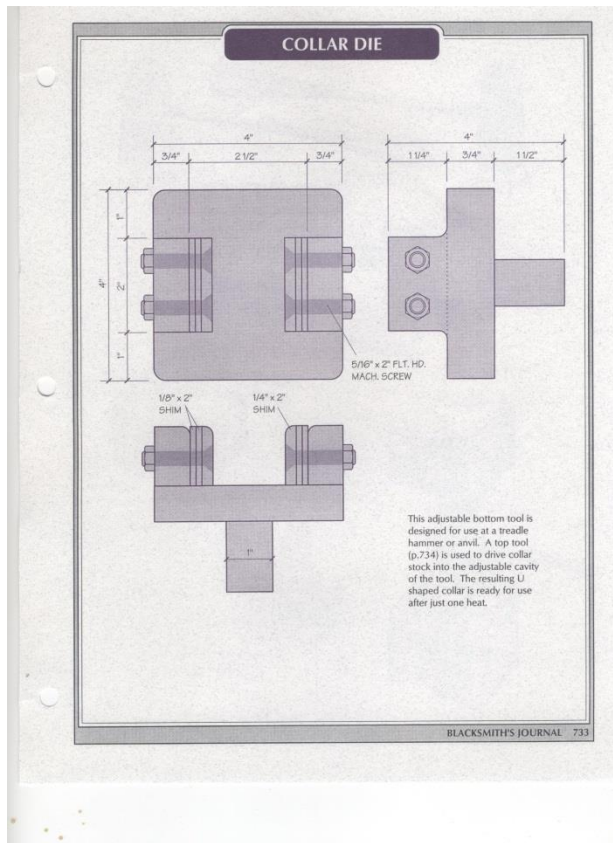 COLLAR DIE
4"
3/4" 2 1/2" 3/4"
4"
1 1/4" 3/4" 1 1/2"
1"
4"
2"
1"
5/16" x 2" FLT. HD.
MACH. SCREW
1/8" x 2"
SHIM
1/4" x 2"
SHIM
1"
This adjustable bottom tool is
designed for use at a treadle
hammer or anvil. A top tool
(p.734) is used to drive collar
stock into the adjustable cavity
of the tool. The resulting U
shaped collar is ready for use
after just one heat.
BLACKSMITH'S JOURNAL 733